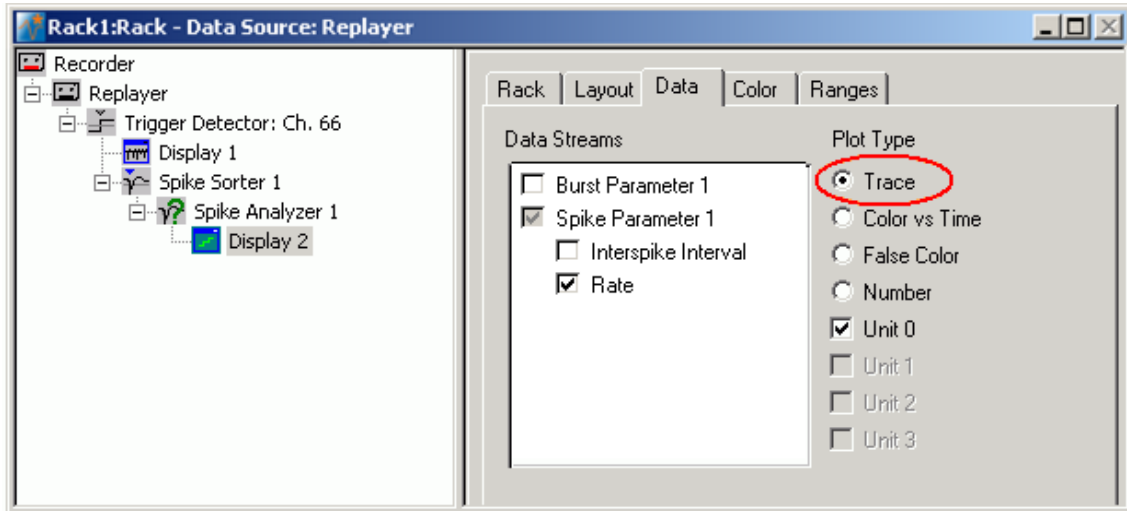 Rack1:Rack - Data Source: Replayer
Recorder
Replayer
Trigger Detector: Ch. 66
Display 1
Spike Sorter 1
Spike Analyzer 1
Display 2
Rack Layout Data Color Ranges
Data Streams
Burst Parameter 1
Spike Parameter 1
Interspike Interval
Rate
Plot Type
Trace
Color vs Time
False Color
Number
Unit 0
Unit 1
Unit 2
Unit 3